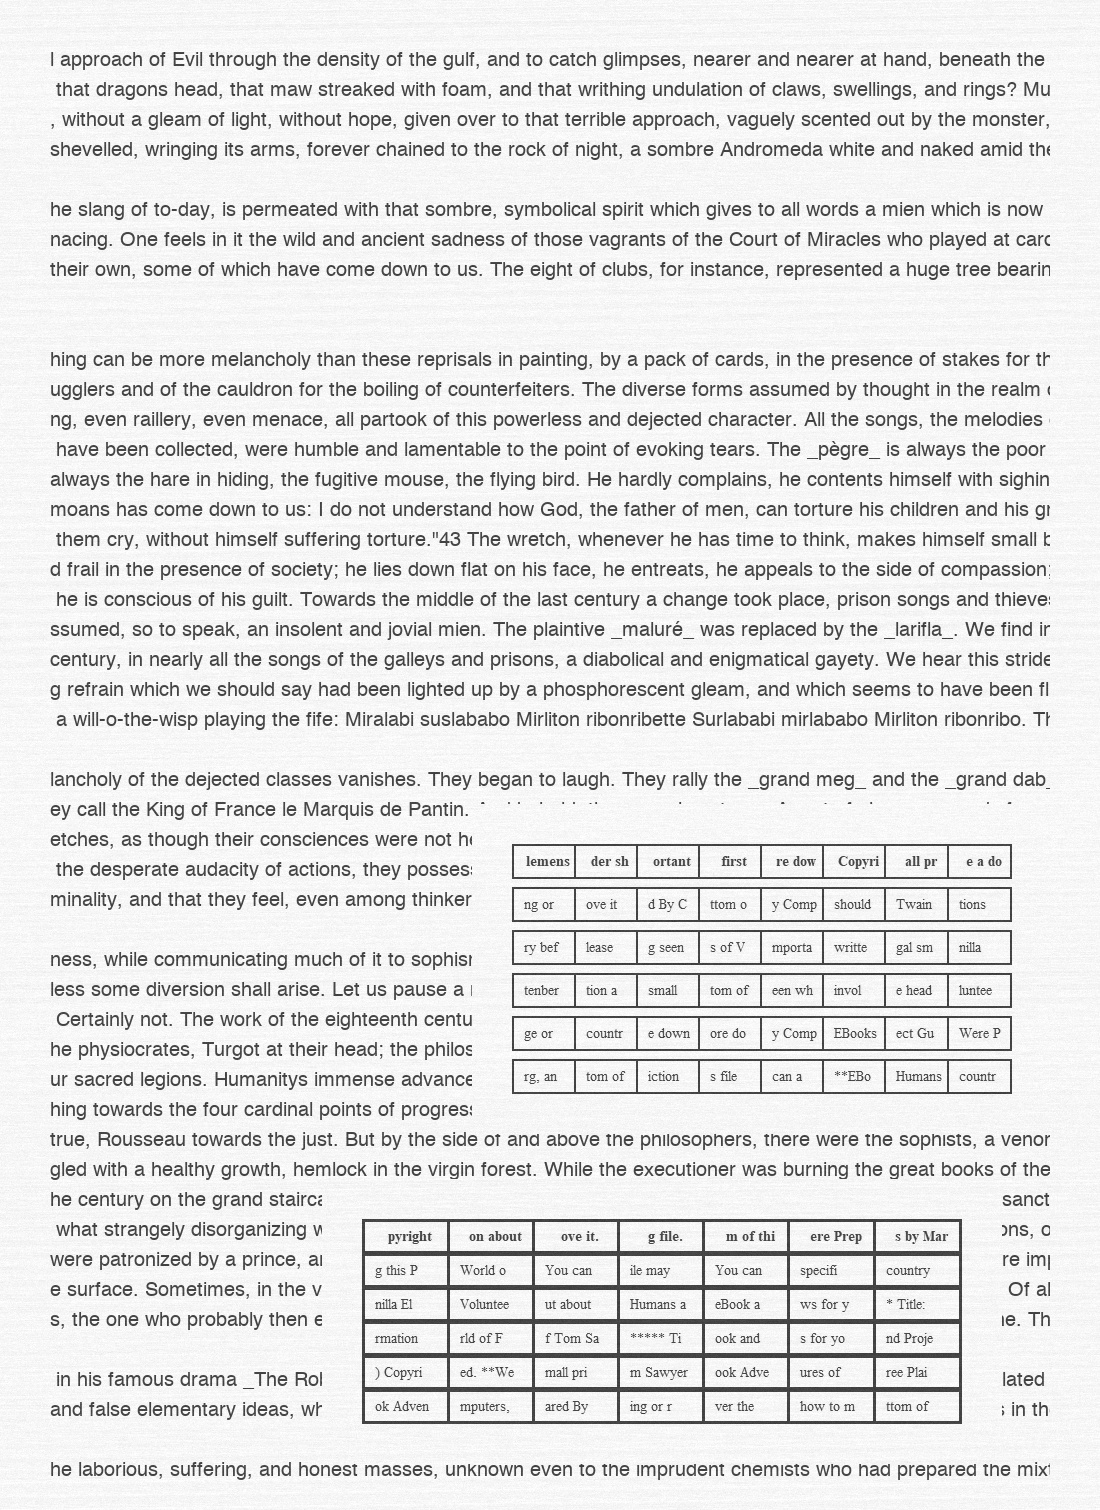 l approach of Evil through the density of the gulf, and to catch glimpses, nearer and nearer at hand, beneath the
that dragons head, that maw streaked with foam, and that writhing undulation of claws, swellings, and rings? Mu
, without a gleam of light, without hope, given over to that terrible approach, vaguely scented out by the monster,
shevelled, wringing its arms, forever chained to the rock of night, a sombre Andromeda white and naked amid the
he slang of to-day, is permeated with that sombre, symbolical spirit which gives to all words a mien which is now
nacing. One feels in it the wild and ancient sadness of those vagrants of the Court of Miracles who played at card
their own, some of which have come down to us. The eight of clubs, for instance, represented a huge tree bearin
hing can be more melancholy than these reprisals in painting, by a pack of cards, in the presence of stakes for th
ugglers and of the cauldron for the boiling of counterfeiters. The diverse forms assumed by thought in the realm
ng, even raillery, even menace, all partook of this powerless and dejected character. All the songs, the melodies
have been collected, were humble and lamentable to the point of evoking tears. The _pègre_ is always the poor
always the hare in hiding, the fugitive mouse, the flying bird. He hardly complains, he contents himself with sighin
moans has come down to us: I do not understand how God, the father of men, can torture his children and his gr
them cry, without himself suffering torture."43 The wretch, whenever he has time to think, makes himself small b
d frail in the presence of society; he lies down flat on his face, he entreats, he appeals to the side of compassion;
he is conscious of his guilt. Towards the middle of the last century a change took place, prison songs and thieves
ssumed, so to speak, an insolent and jovial mien. The plaintive _maluré_ was replaced by the _larifla_. We find in
century, in nearly all the songs of the galleys and prisons, a diabolical and enigmatical gayety. We hear this stride
g refrain which we should say had been lighted up by a phosphorescent gleam, and which seems to have been fl
a will-o-the-wisp playing the fife: Miralabi suslababo Mirliton ribonribette Surlababi mirlababo Mirliton ribonribo. Th
lancholy of the dejected classes vanishes. They began to laugh. They rally the _grand meg_ and the _grand dab_
ey call the King of France le Marquis de Pantin.
etches, as though their consciences were not he
the desperate audacity of actions, they possess
minality, and that they feel, even among thinker
ness, while communicating much of it to sophism
less some diversion shall arise. Let us pause a
Certainly not. The work of the eighteenth centu
he physiocrates, Turgot at their head; the philos
ur sacred legions. Humanitys immense advance
hing towards the four cardinal points of progress
lemens der sh ortant first re dow Copyri all pr e a do
ng or ove it d By C ttom o y Comp should Twain tions
ry bef lease g seen s of V mporta writte gal sm nilla
tenber tion a small tom of een wh invol e head luntee
ge or countr e down ore do y Comp EBooks ect Gu Were P
rg, an tom of iction s file can a **EBo Humans countr
true, Rousseau towards the just. But by the side of and above the philosophers, there were the sophists, a venom
gled with a healthy growth, hemlock in the virgin forest. While the executioner was burning the great books of the
he century on the grand stairca sanct
what strangely disorganizing w ons, o
were patronized by a prince, an re imp
e surface. Sometimes, in the v Of al
s, the one who probably then e ne. Th
in his famous drama _The Rob lated
and false elementary ideas, wh s in the
pyright on about ove it. g file. m of thi ere Prep s by Mar
g this P World o You can ile may You can specifi country
nilla El Voluntee ut about Humans a eBook a ws for y * Title:
rmation rld of F f Tom Sa ***** Ti ook and s for yo nd Proje
) Copyri ed. **We mall pri m Sawyer ook Adve ures of ree Plai
ok Adven mputers, ared By ing or r ver the how to m ttom of
he laborious, suffering, and honest masses, unknown even to the imprudent chemists who had prepared the mixt